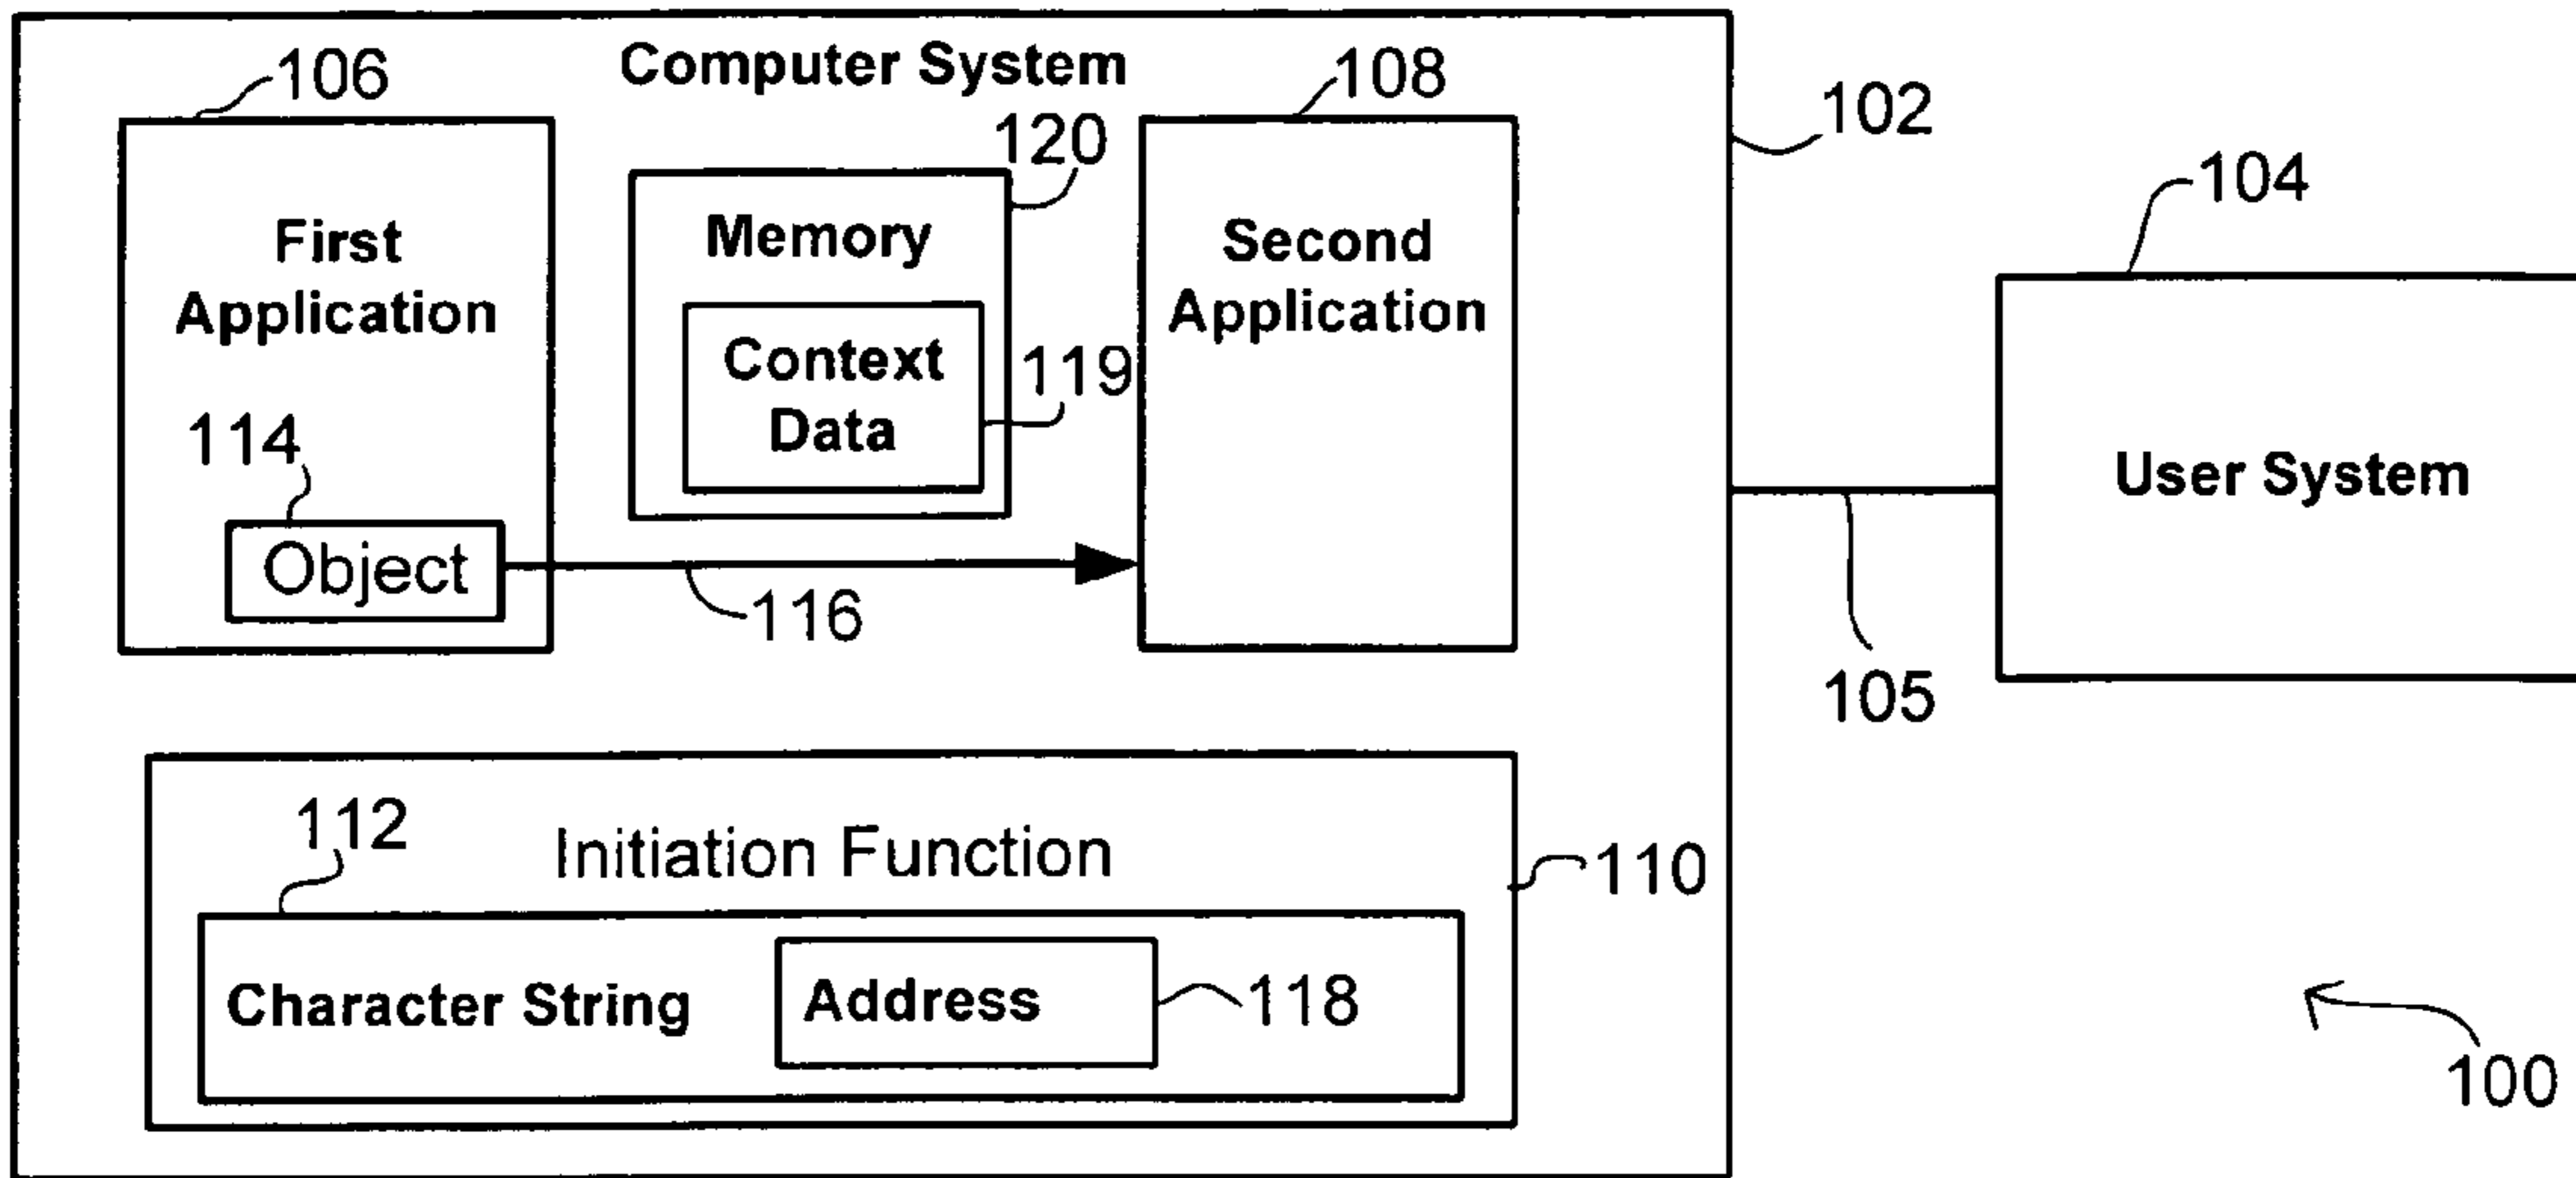 Computer System
106
108
102
120
104
First
Application
Memory
Second
Application
Context
Data
119
114
Object
116
User System
105
112
Initiation Function
110
Character String
Address
118
100